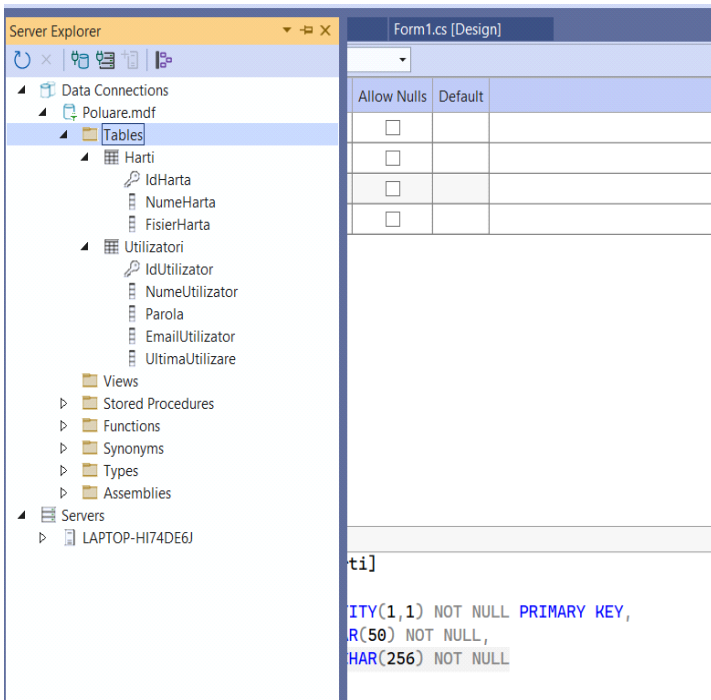 Server Explorer
Form1.cs [Design]
Allow Nulls Default
Data Connections
Poluare.mdf
Tables
Harti
IdHarta
NumeHarta
FisierHarta
Utilizatori
IdUtilizator
NumeUtilizator
Parola
EmailUtilizator
UltimaUtilizare
Views
Stored Procedures
Functions
Synonyms
Types
Assemblies
Servers
LAPTOP-HI74DE6J
rti]
ITY(1,1) NOT NULL PRIMARY KEY,
AR(50) NOT NULL,
HAR(256) NOT NULL